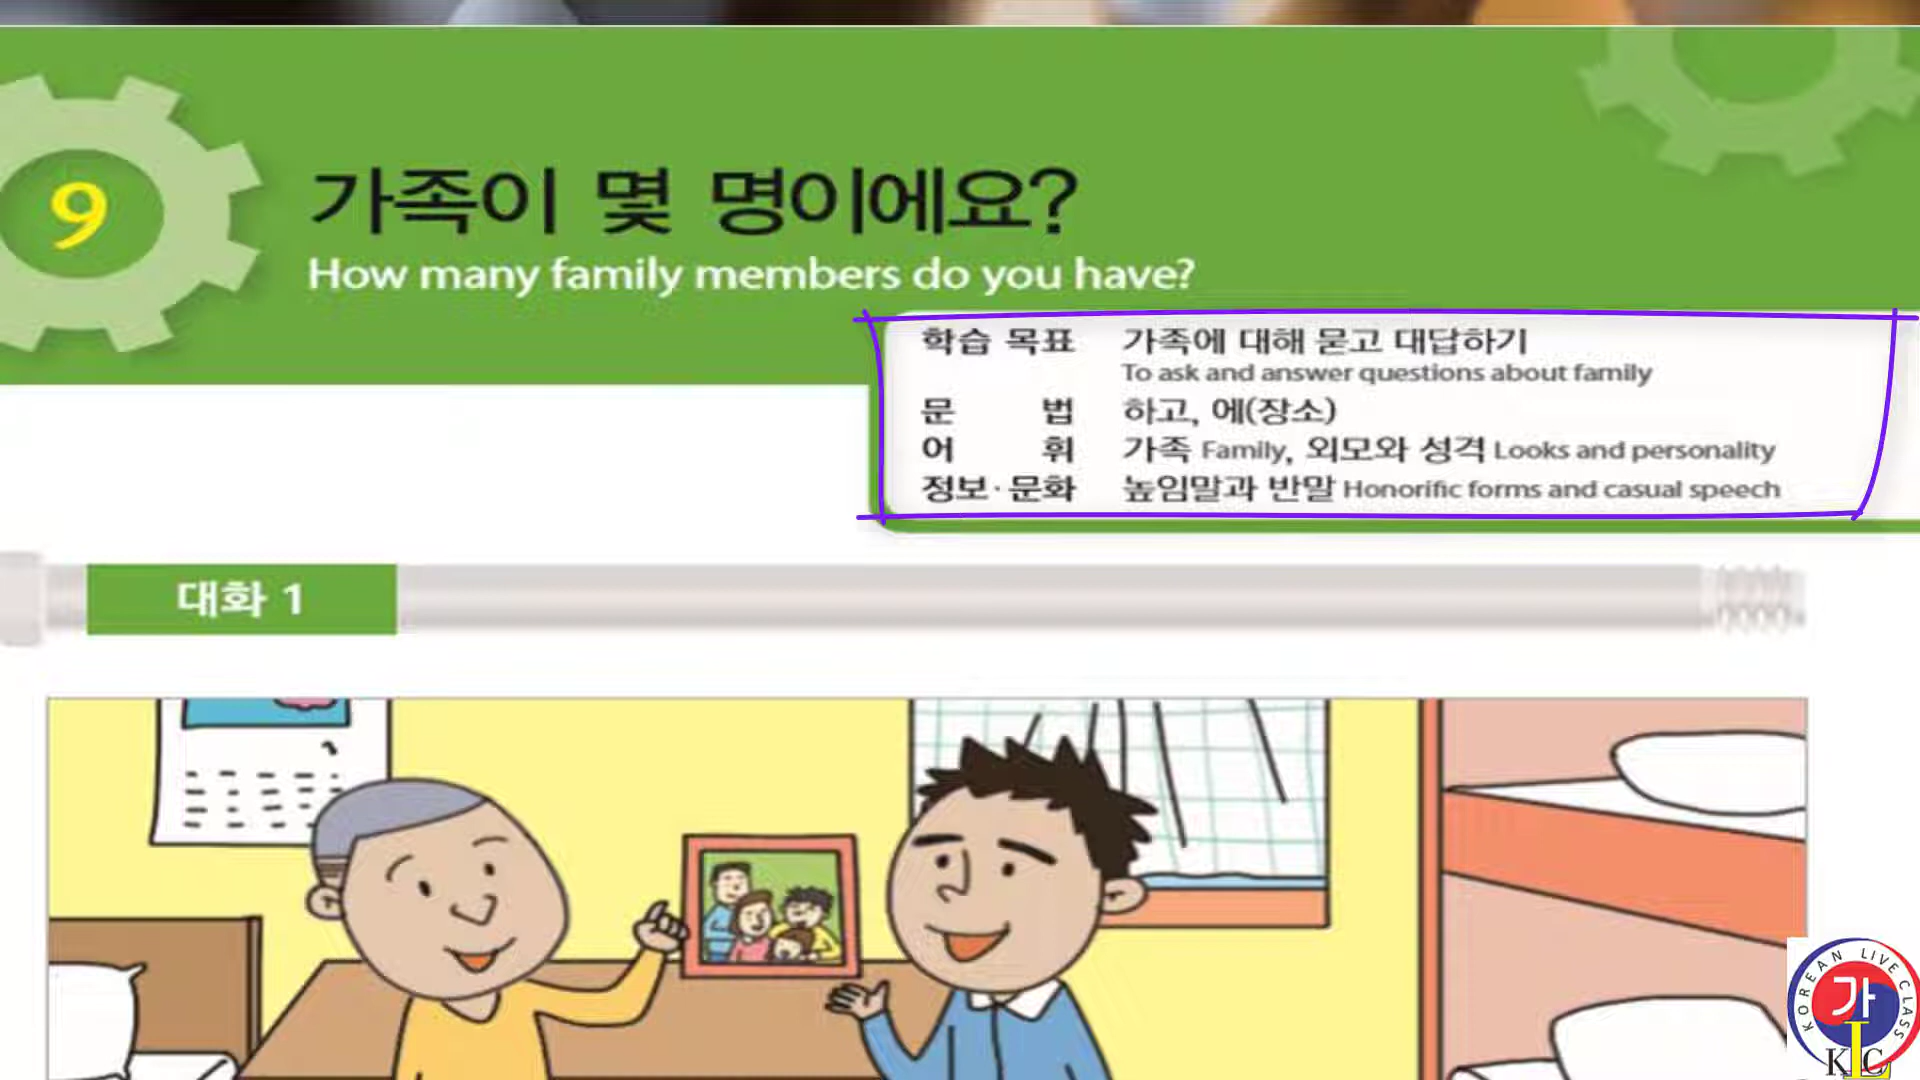 9
가족이 몇 명이에요?
How many family members do you have?
학습 목표 가족에 대해 묻고 대답하기
To ask and answer questions about family
문 법 하고, 에(장소)
어 휘 가족 Family, 외모와 성격 Looks and personality
정보·문화 높임말과 반말 Honorific forms and casual speech
대화 1
KOREAN LIVE CLASS
가
KLC